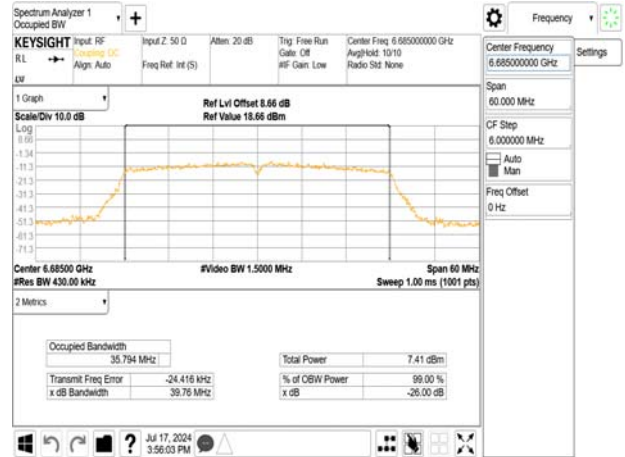 Spectrum Analyzer 1
Occupied BW
Frequency
KEYSIGHT
Input: RF
Coupling: DC
Align: Auto
Input Z: 50 Ω
Freq Ref: Int (S)
Atten: 20 dB
Trig: Free Run
Gate: Off
#IF Gain: Low
Center Freq: 6.685000000 GHz
Avg|Hold: 10/10
Radio Std: None
RL
LW
Center Frequency
6.685000000 GHz
Settings
Span
60.000 MHz
CF Step
6.000000 MHz
Auto
Man
Freq Offset
0 Hz
1 Graph
Scale/Div 10.0 dB
Ref Lvl Offset 8.66 dB
Ref Value 18.66 dBm
Log
8.66
-1.34
-11.3
-21.3
-31.3
-41.3
-51.3
-61.3
-71.3
Center 6.68500 GHz
#Video BW 1.5000 MHz
Span 60 MHz
#Res BW 430.00 kHz
Sweep 1.00 ms (1001 pts)
2 Metrics
Occupied Bandwidth
35.794 MHz
Total Power 7.41 dBm
Transmit Freq Error -24.416 kHz
% of OBW Power 99.00 %
x dB Bandwidth 39.76 MHz
x dB -26.00 dB
?
Jul 17, 2024
3:56:03 PM